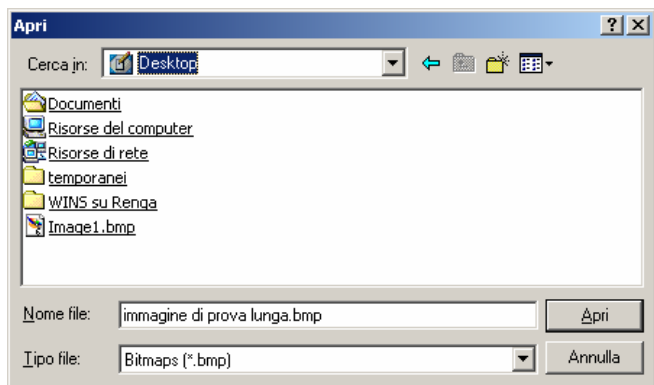 Apri
Cerca in: Desktop
Documenti
Risorse del computer
Risorse di rete
temporanei
WINS su Renga
Image1.bmp
Nome file: immagine di prova lunga.bmp Apri
Tipo file: Bitmaps (*.bmp) Annulla